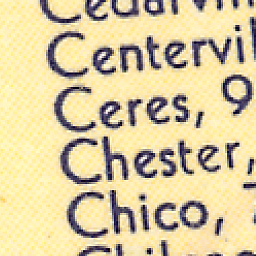 Centervil
Ceres, 9
Chester,
Chico,